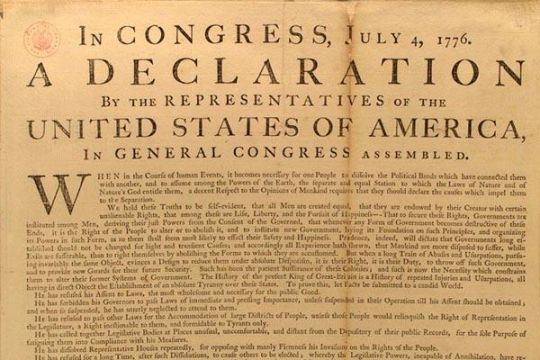 IN CONGRESS, JULY 4, 1776.
A DECLARATION
BY THE REPRESENTATIVES OF THE
UNITED STATES OF AMERICA,
IN GENERAL CONGRESS ASSEMBLED.
WHEN in the Course of human Events, it becomes necessary for one People to dissolve the Political Bands which have connected them
with another, and to assume among the Powers of the Earth, the separate and equal Station to which the Laws of Nature and of
Nature's God entitle them, a decent Respect to the Opinions of Mankind requires that they should declare the causes which impel them
to the Separation.
We hold these Truths to be self-evident, that all Men are created equal, that they are endowed by their Creator with certain
unalienable Rights, that among these are Life, Liberty, and the Pursuit of Happiness--That to secure these Rights, Governments are
instituted among Men, deriving their just Powers from the Consent of the Governed, that whenever any Form of Government becomes destructive of these
Ends, it is the Right of the People to alter or to abolish it, and to institute new Government, laying its Foundation on such Principles, and organizing
its Powers in such Form, as to them shall seem most likely to effect their Safety and Happiness. Prudence, indeed, will dictate that Governments long
established should not be changed for light and transient Causes; and accordingly all Experience hath shewn, that Mankind are more disposed to suffer, while
Evils are sufferable, than to right themselves by abolishing the Forms to which they are accustomed. But when a long Train of Abuses and Usurpations, pursuing
invariably the same Object, evinces a Design to reduce them under absolute Despotism, it is their Right, it is their Duty, to throw off such Government,
and to provide new Guards for their future Security. Such has been the patient Sufferance of these Colonies; and such is now the Necessity which constrains
them to alter their former Systems of Government. The History of the present King of Great-Britain is a History of repeated Injuries and Usurpations, all
having in direct Object the Establishment of an absolute Tyranny over these States. To prove this, let Facts be submitted to a candid World.
He has refused his Assent to Laws, the most wholesome and necessary for the public Good.
He has forbidden his Governors to pass Laws of immediate and pressing Importance, unless suspended in their Operation till his Assent should be obtained;
and when so suspended, he has utterly neglected to attend to them.
He has refused to pass other Laws for the Accommodation of large Districts of People, unless those People would relinquish the Right of Representation in
the Legislature, a Right inestimable to them, and formidable to Tyrants only.
He has called together Legislative Bodies at Places unusual, uncomfortable, and distant from the Depository of their public Records, for the sole Purpose of
fatiguing them into Compliance with his Measures.
He has dissolved Representative Houses repeatedly, for opposing with manly Firmness his Invasions on the Rights of the People.
He has refused for a long Time, after such Dissolutions, to cause others to be elected; whereby the Legislative Powers, incapable of Annihilation, have re-